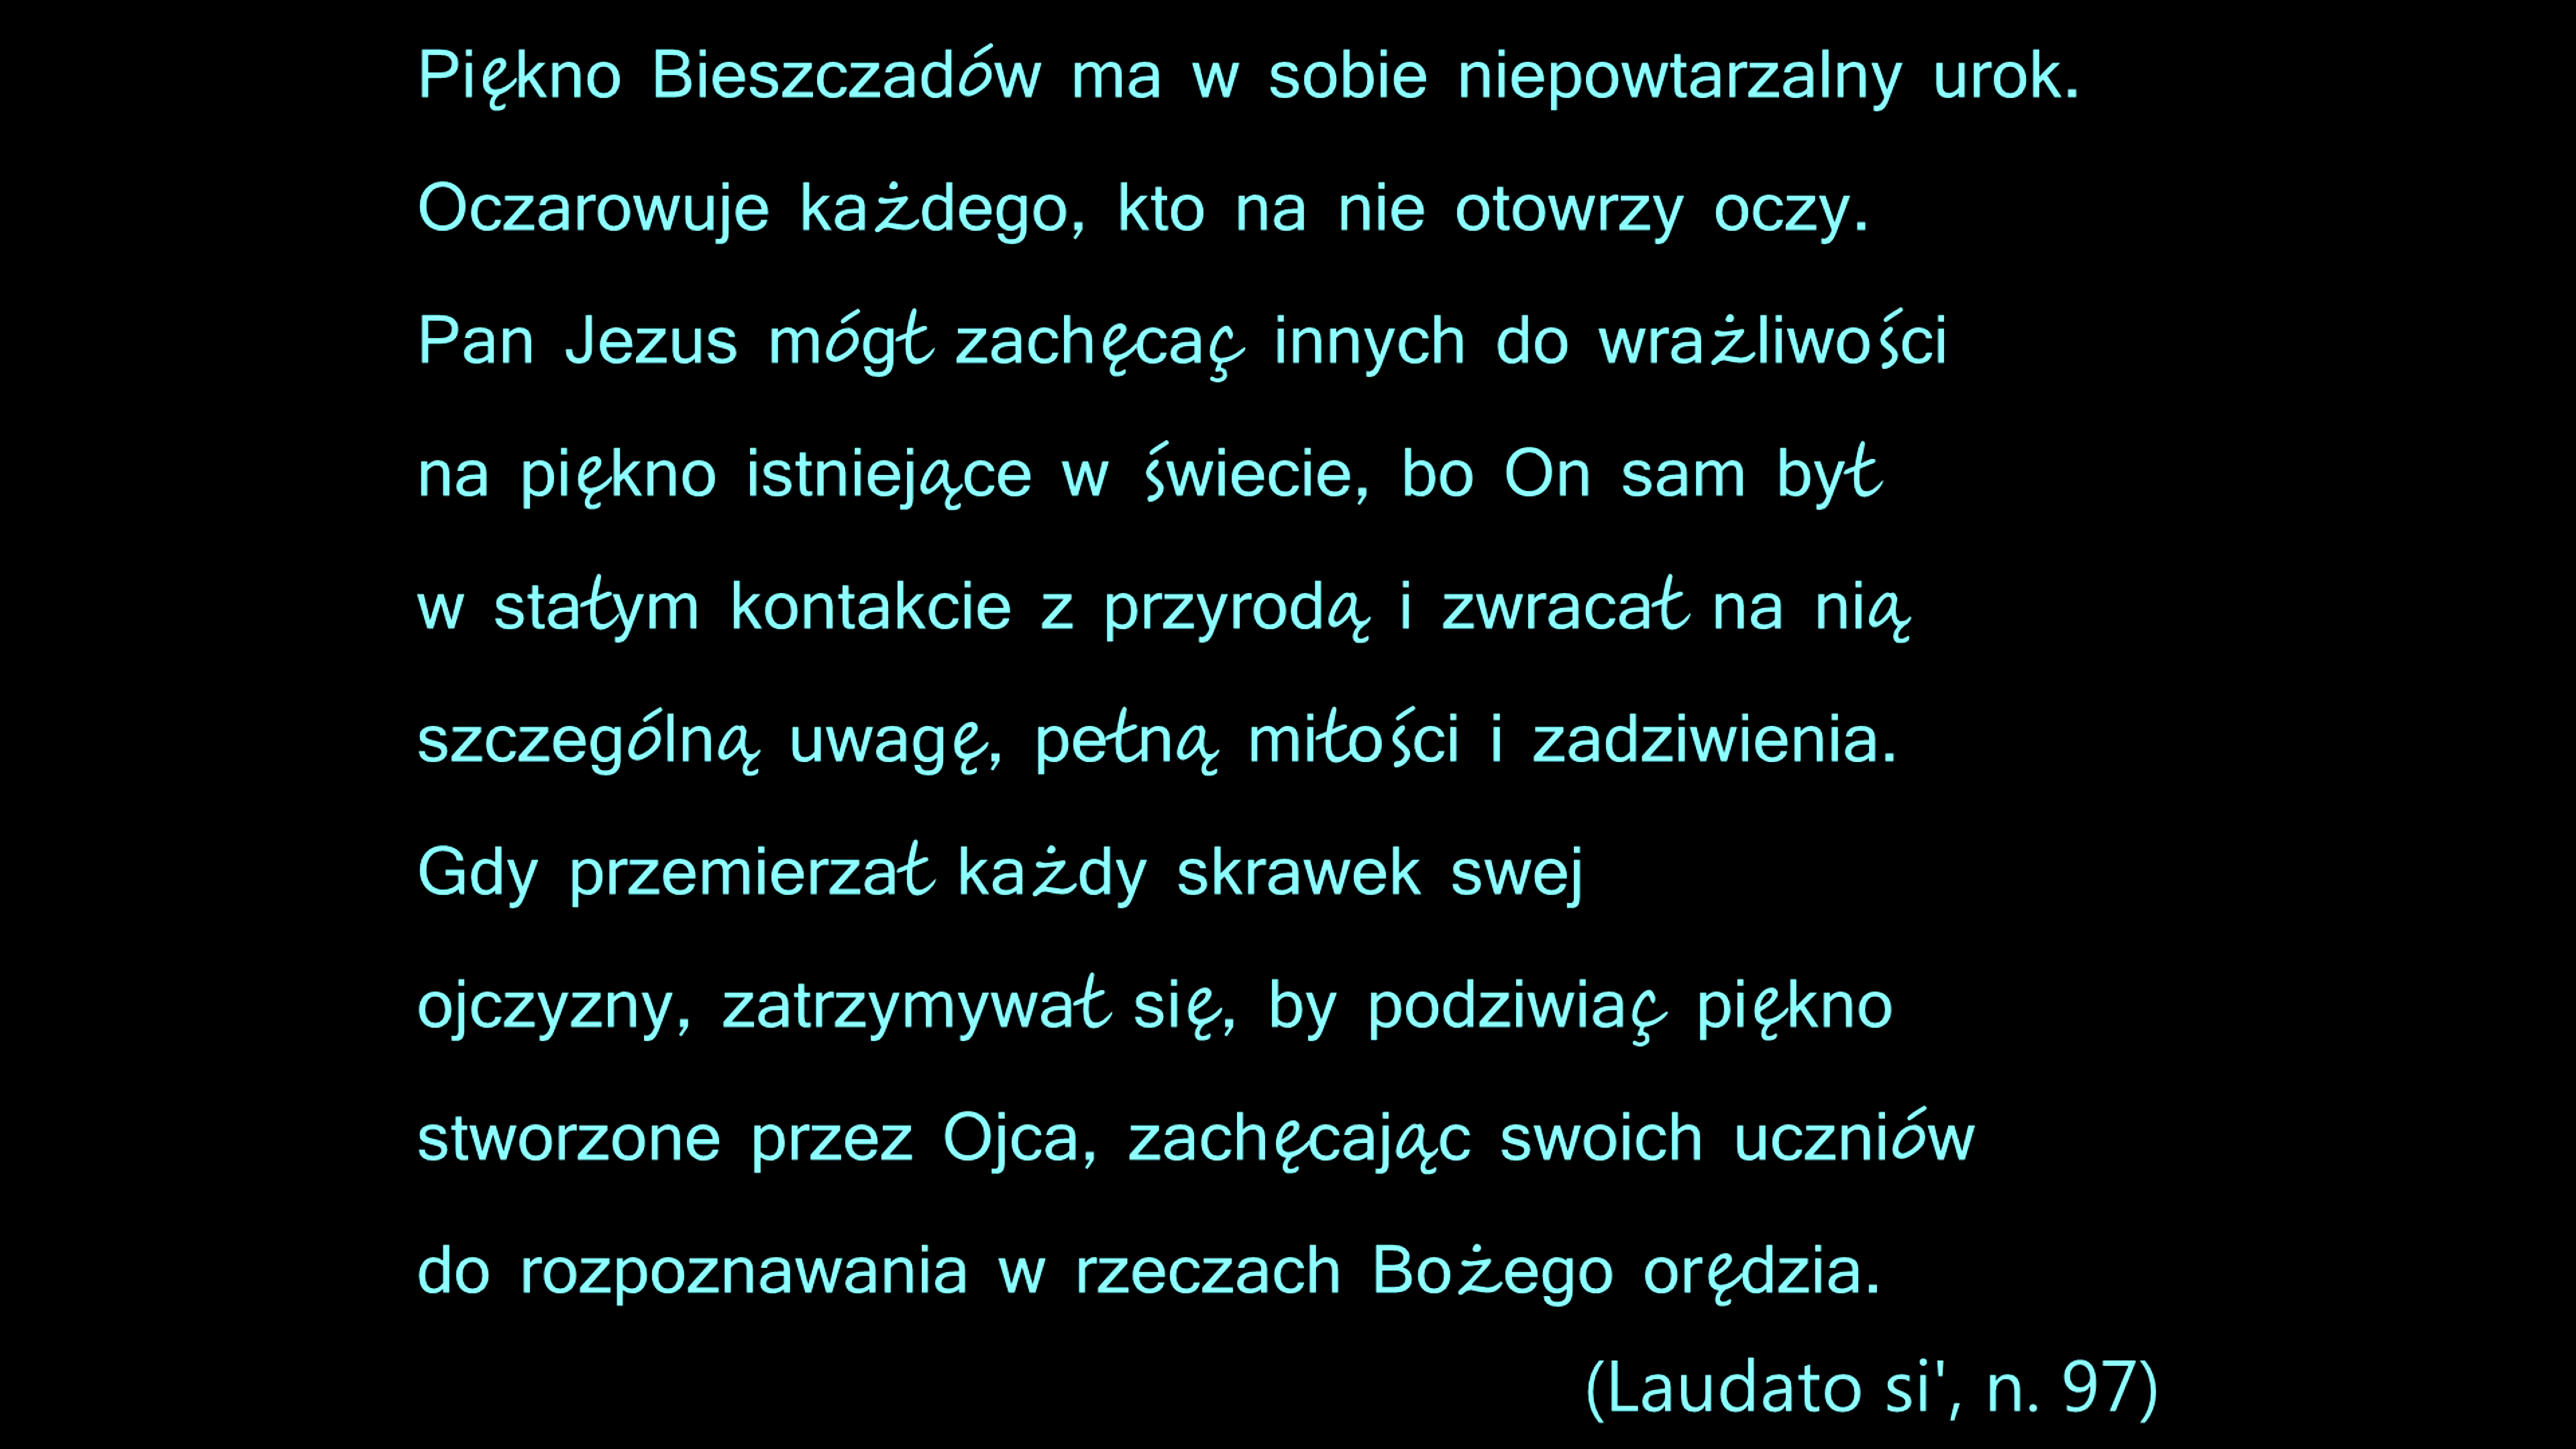 Piękno Bieszczadów ma w sobie niepowtarzalny urok.
Oczarowuje każdego, kto na nie otowrzy oczy.
Pan Jezus mógł zachęcaç innych do wrażliwości
na piękno istniejące w świecie, bo On sam był
w stałym kontakcie z przyrodą i zwracał na nią
szczególną uwagę, pełną miłości i zadziwienia.
Gdy przemierzał każdy skrawek swej
ojczyzny, zatrzymywał się, by podziwiaç piękno
stworzone przez Ojca, zachęcając swoich uczniów
do rozpoznawania w rzeczach Bożego orędzia.
(Laudato si', n. 97)